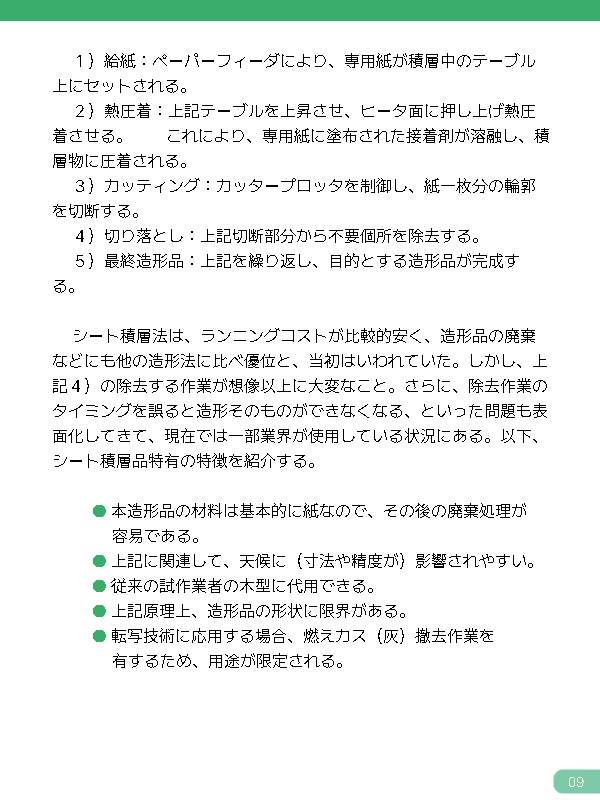 １）給紙：ペーパーフィーダにより、専用紙が積層中のテーブル
上にセットされる。
２）熱圧着：上記テーブルを上昇させ、ヒータ面に押し上げ熱圧
着させる。　　これにより、専用紙に塗布された接着剤が溶融し、積
層物に圧着される。
３）カッティング：カッタープロッタを制御し、紙一枚分の輪郭
を切断する。
４）切り落とし：上記切断部分から不要個所を除去する。
５）最終造形品：上記を繰り返し、目的とする造形品が完成す
る。
シート積層法は、ランニングコストが比較的安く、造形品の廃棄
などにも他の造形法に比べ優位と、当初はいわれていた。しかし、上
記４）の除去する作業が想像以上に大変なこと。さらに、除去作業の
タイミングを誤ると造形そのものができなくなる、といった問題も表
面化してきて、現在では一部業界が使用している状況にある。以下、
シート積層品特有の特徴を紹介する。
● 本造形品の材料は基本的に紙なので、その後の廃棄処理が
容易である。
● 上記に関連して、天候に（寸法や精度が）影響されやすい。
● 従来の試作業者の木型に代用できる。
● 上記原理上、造形品の形状に限界がある。
● 転写技術に応用する場合、燃えカス（灰）撤去作業を
有するため、用途が限定される。
09